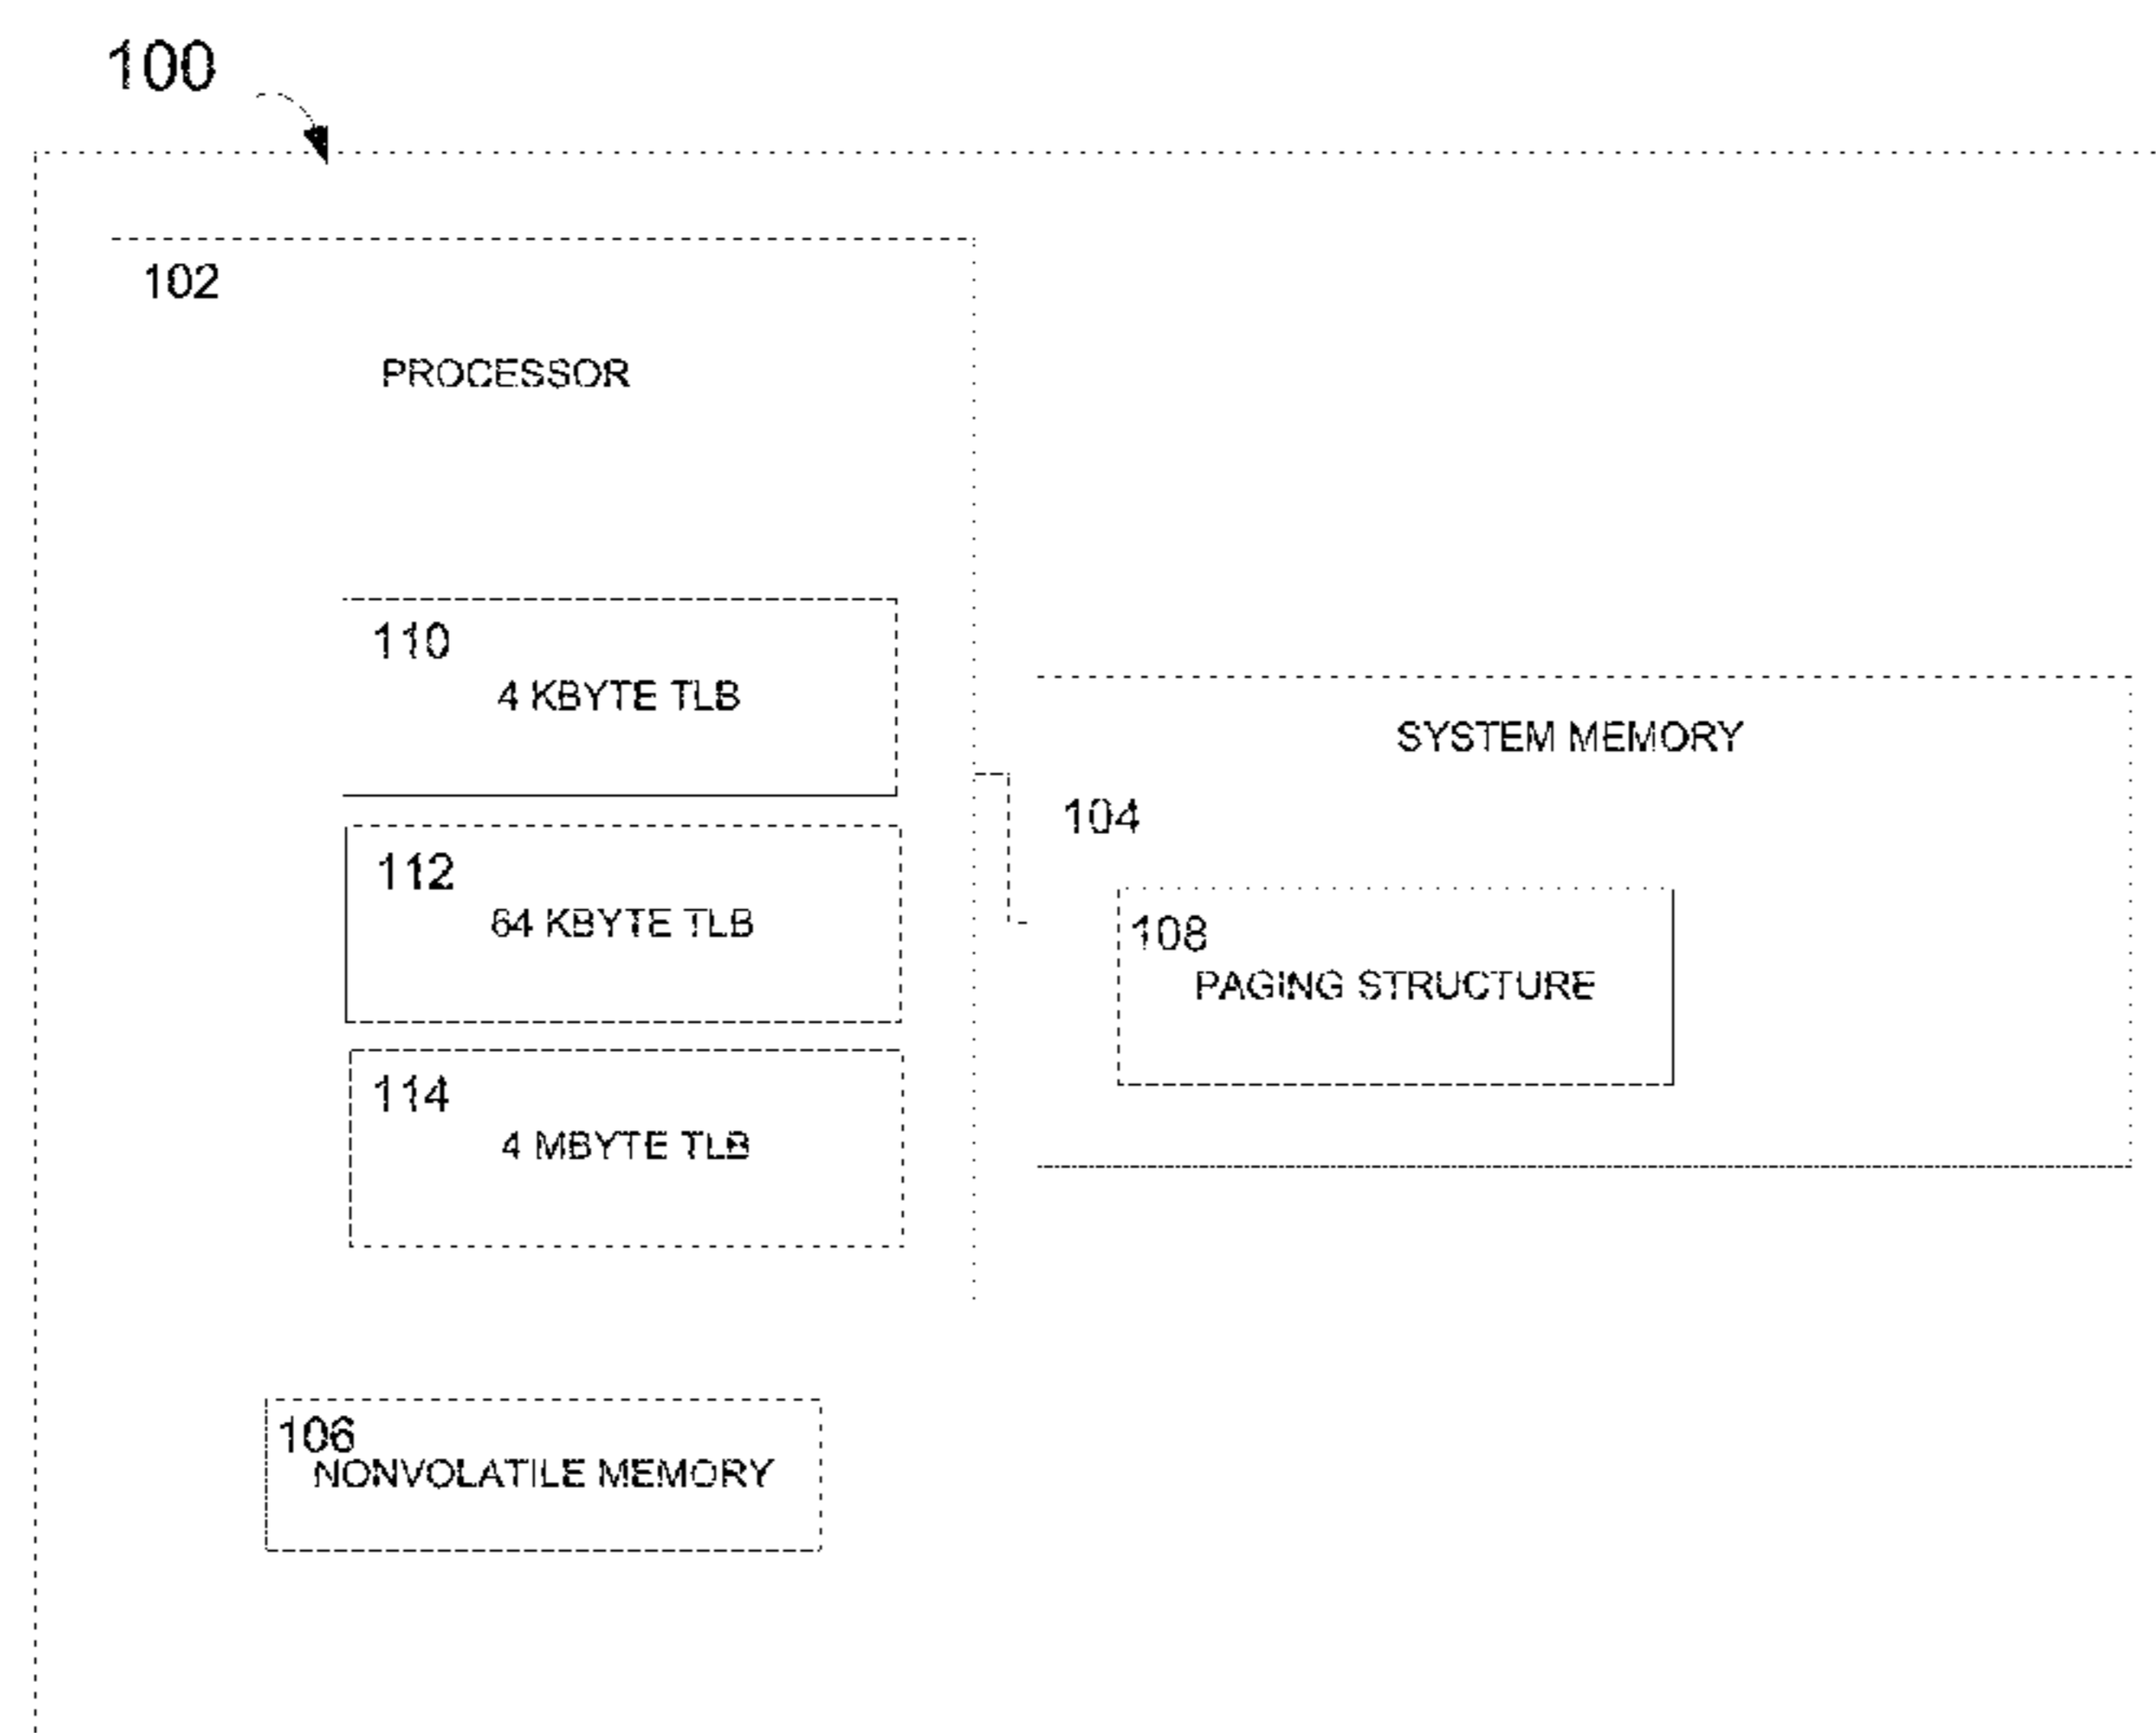 100
102
PROCESSOR
110
4 KBYTE TLB
112
64 KBYTE TLB
114
4 MBYTE TLB
SYSTEM MEMORY
104
108
PAGING STRUCTURE
106
NONVOLATILE MEMORY